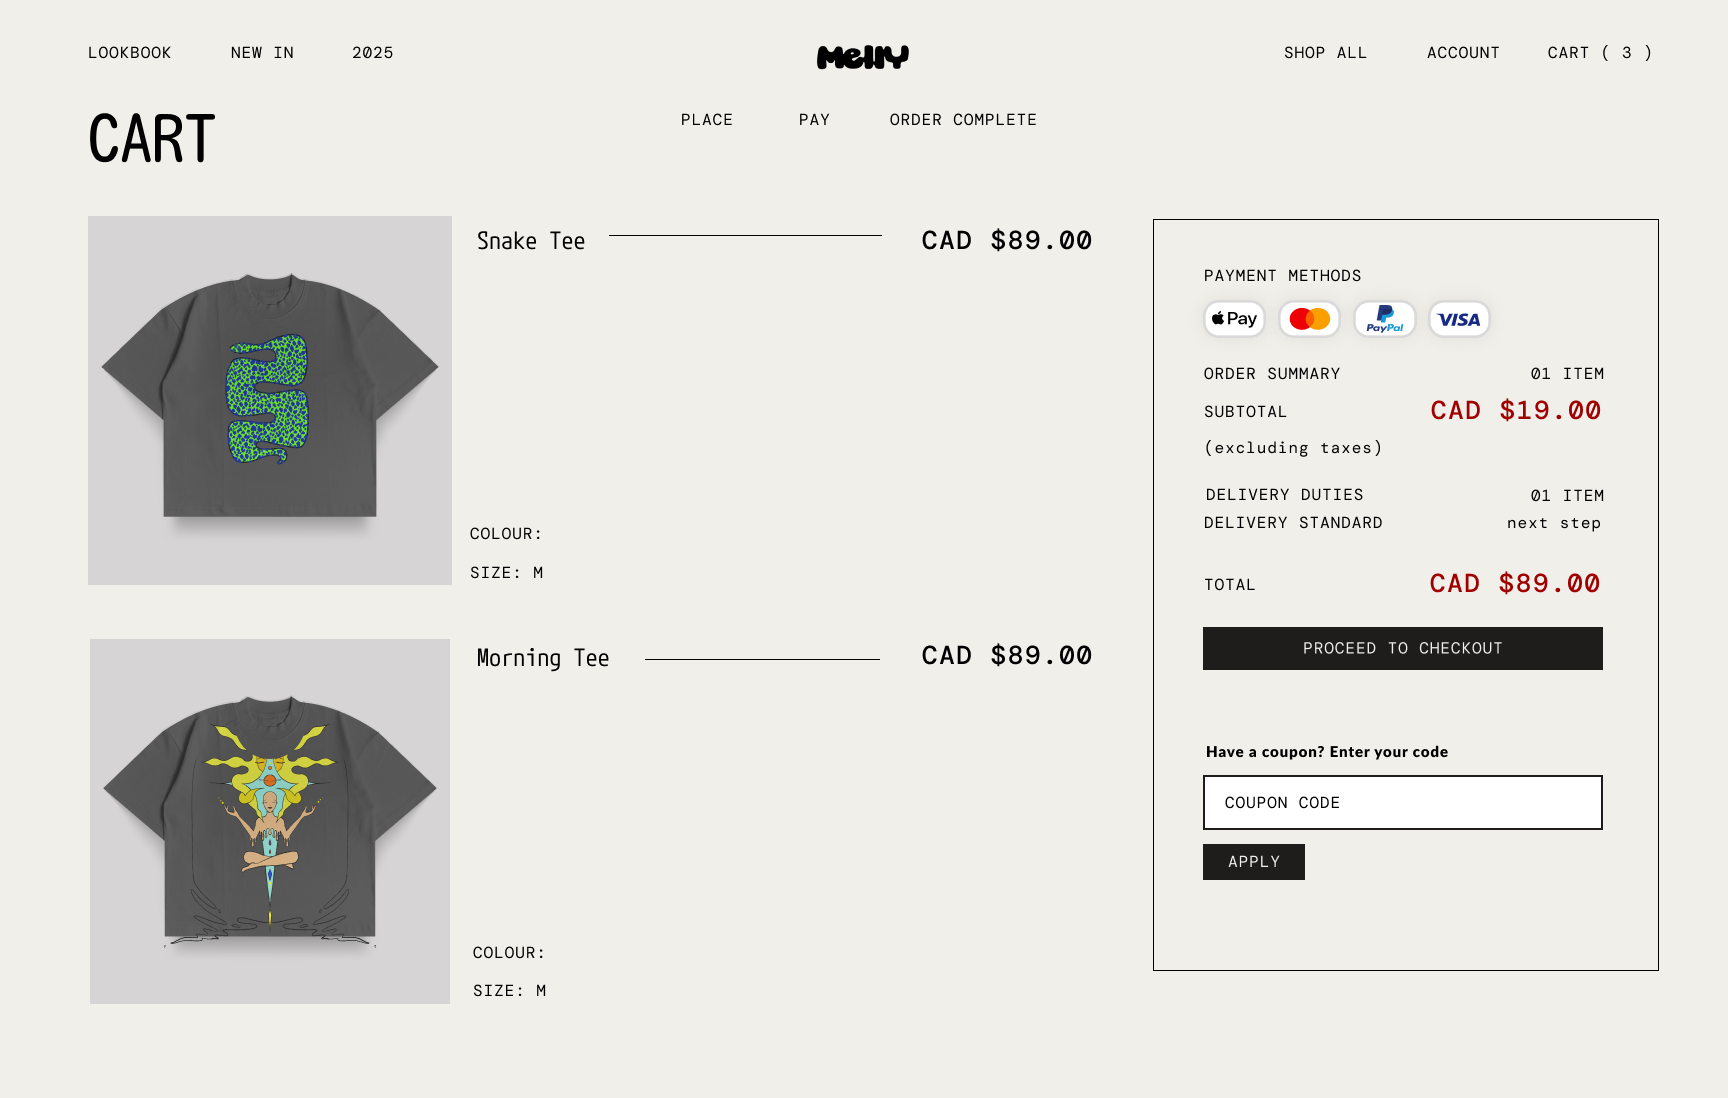 LOOKBOOK NEW IN 2025 Melly SHOP ALL ACCOUNT CART ( 3 )
CART
PLACE PAY ORDER COMPLETE
Snake Tee CAD $89.00
COLOUR:
SIZE: M
Morning Tee CAD $89.00
COLOUR:
SIZE: M
PAYMENT METHODS
Pay PayPal VISA
ORDER SUMMARY 01 ITEM
SUBTOTAL CAD $19.00
(excluding taxes)
DELIVERY DUTIES 01 ITEM
DELIVERY STANDARD next step
TOTAL CAD $89.00
PROCEED TO CHECKOUT
Have a coupon? Enter your code
COUPON CODE
APPLY